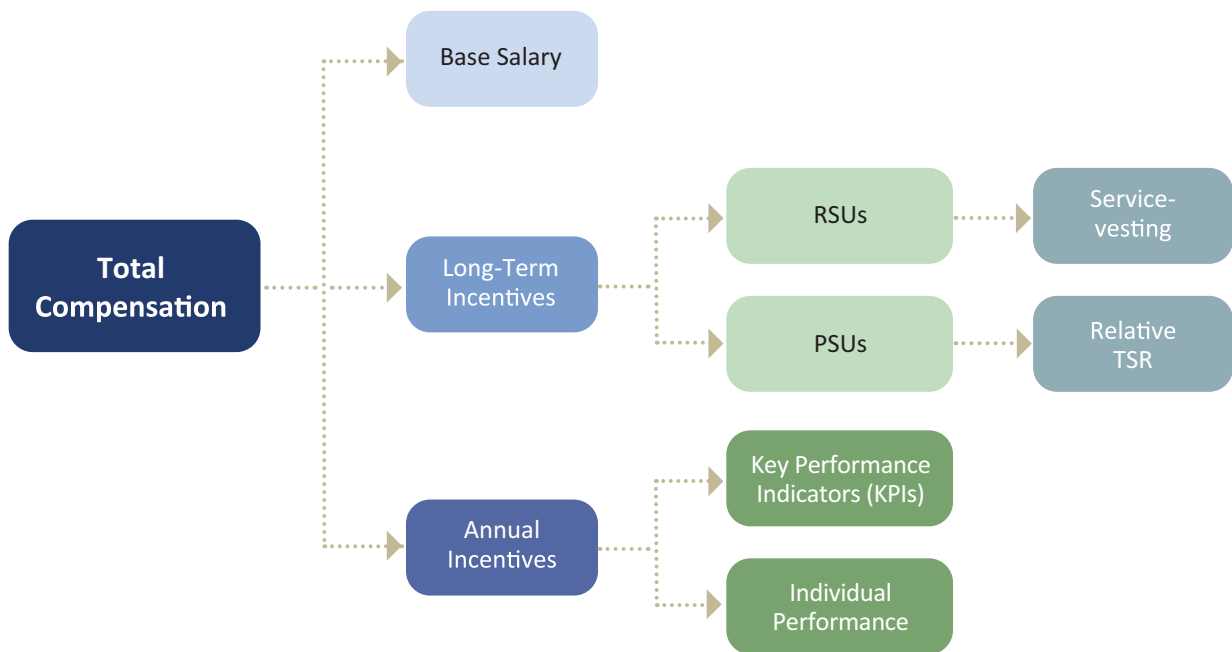 Base Salary
Total
Compensation
Long-Term
Incentives
RSUs
Service-
vesting
PSUs
Relative
TSR
Annual
Incentives
Key Performance
Indicators (KPIs)
Individual
Performance